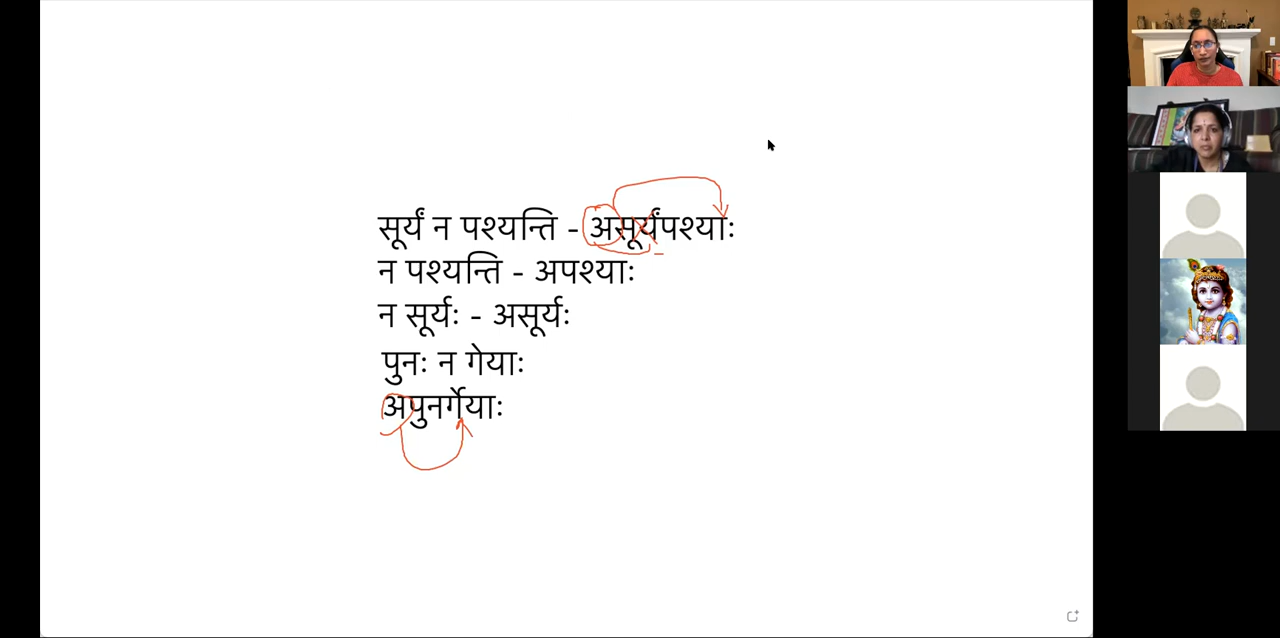 सूर्यं न पश्यन्ति - असूर्यंपश्याः
न पश्यन्ति - अपश्याः
न सूर्यः - असूर्यः
पुनः न गेयाः
अपुनर्गेयाः